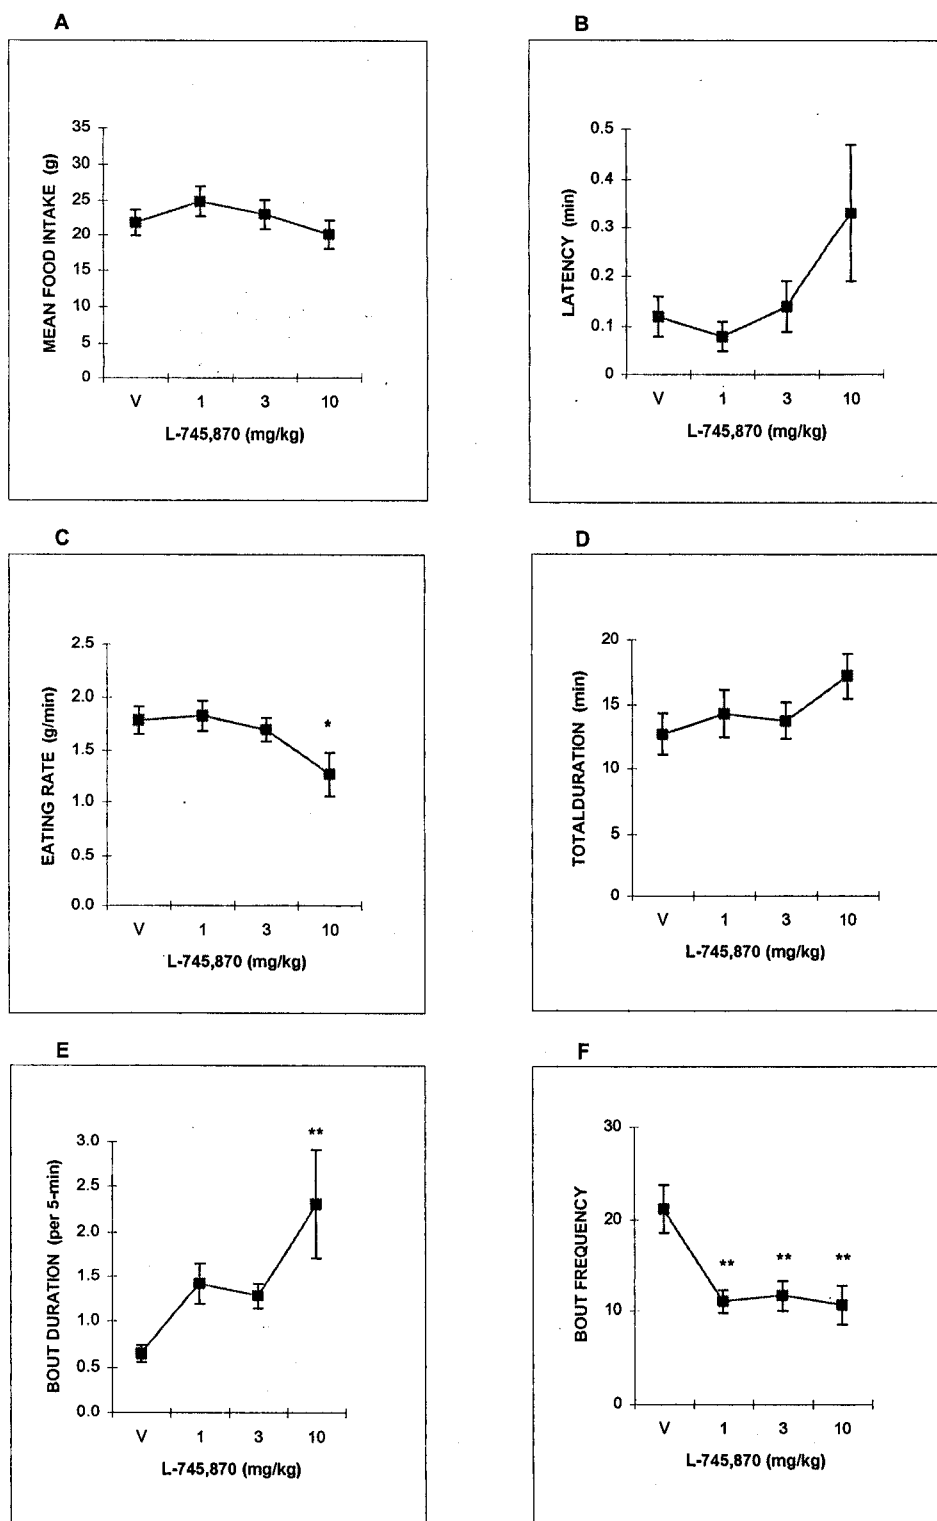 A
MEAN FOOD INTAKE (g)
35
30
25
20
15
10
5
0
V 1 3 10
L-745,870 (mg/kg)
B
LATENCY (min)
0.5
0.4
0.3
0.2
0.1
0
V 1 3 10
L-745,870 (mg/kg)
C
EATING RATE (g/min)
2.5
2.0
1.5
1.0
0.5
0.0
*
V 1 3 10
L-745,870 (mg/kg)
D
TOTALDURATION (min)
20
15
10
5
0
V 1 3 10
L-745,870 (mg/kg)
E
BOUT DURATION (per 5-min)
3.0
2.5
2.0
1.5
1.0
0.5
0.0
**
V 1 3 10
L-745,870 (mg/kg)
F
BOUT FREQUENCY
30
20
10
0
** ** **
V 1 3 10
L-745,870 (mg/kg)